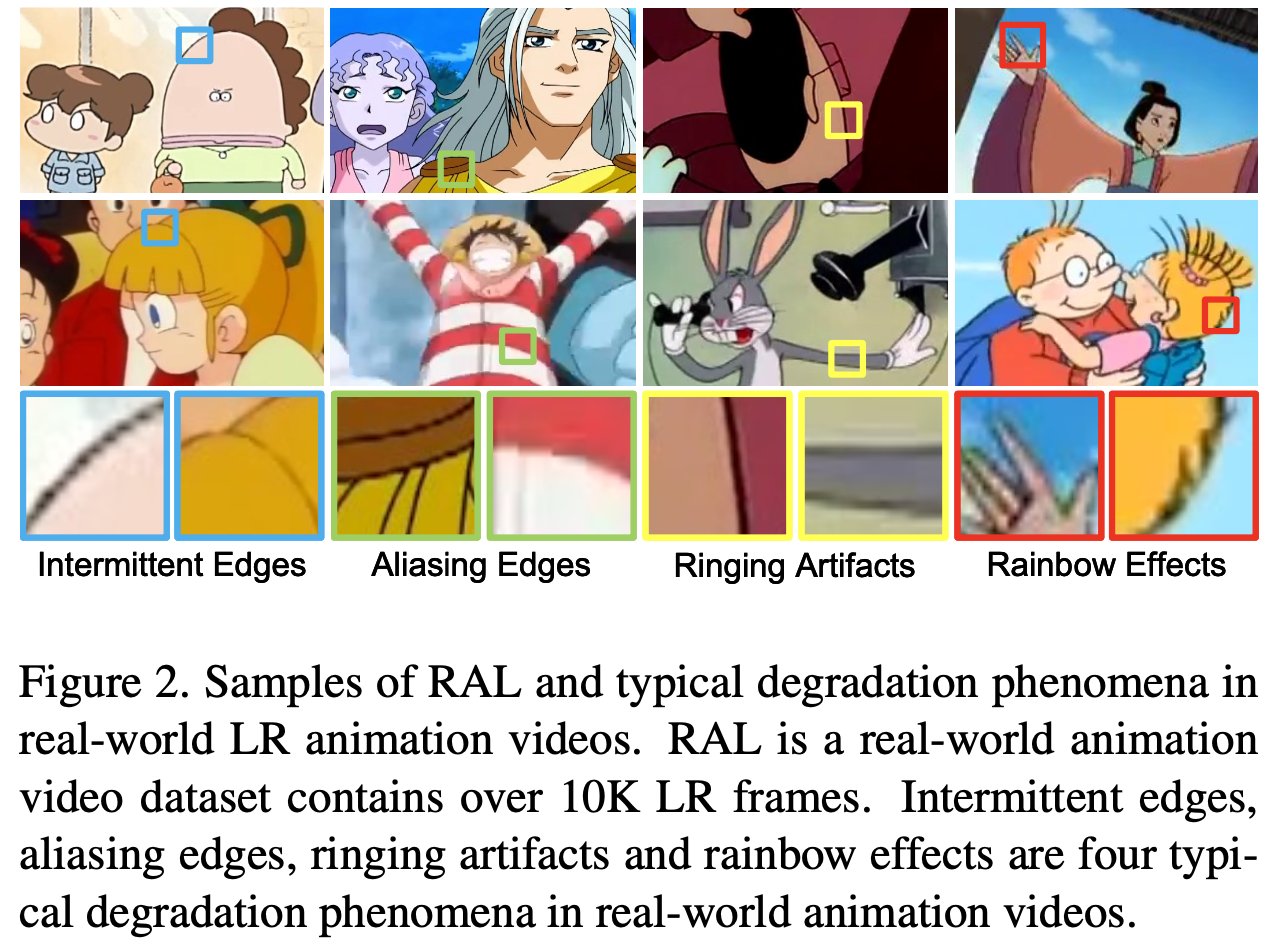 Intermittent Edges Aliasing Edges Ringing Artifacts Rainbow Effects
Figure 2. Samples of RAL and typical degradation phenomena in
real-world LR animation videos. RAL is a real-world animation
video dataset contains over 10K LR frames. Intermittent edges,
aliasing edges, ringing artifacts and rainbow effects are four typi-
cal degradation phenomena in real-world animation videos.